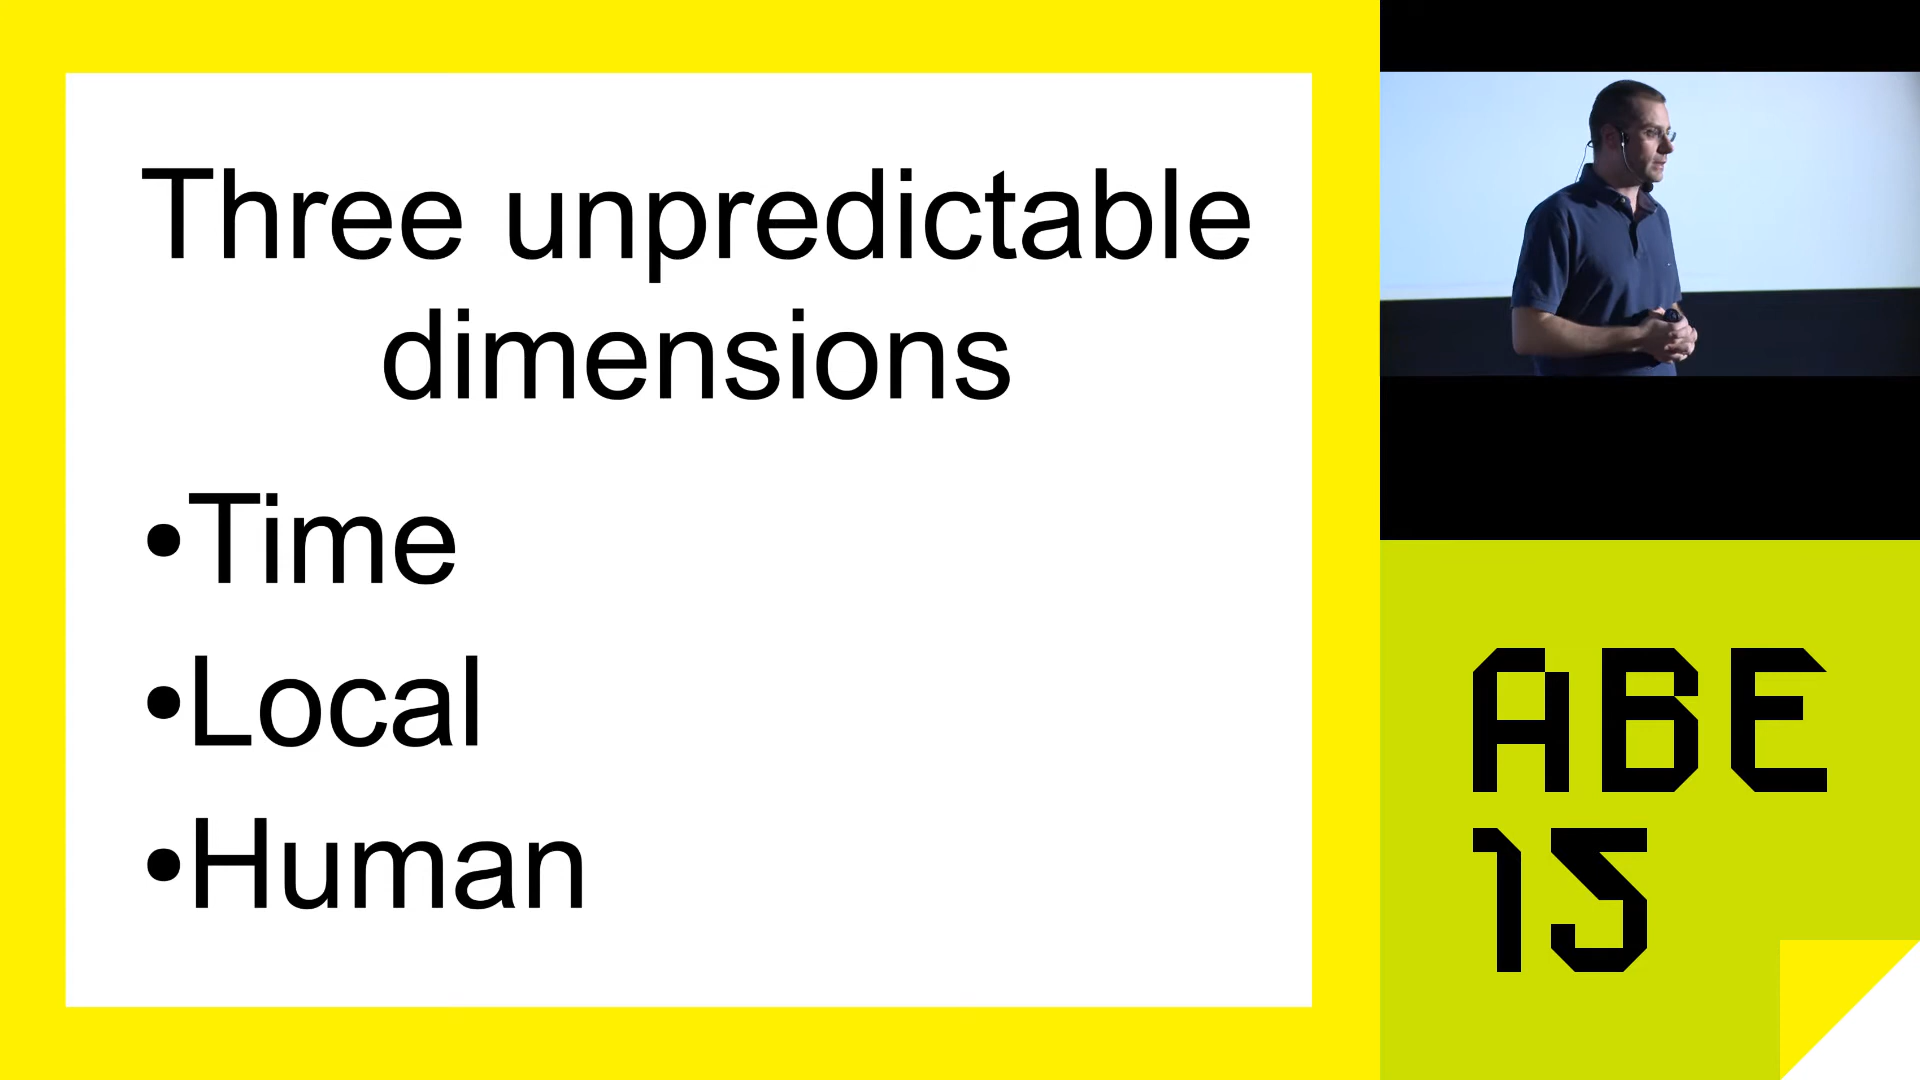 Three unpredictable
dimensions
•Time
•Local
•Human
ABE
15